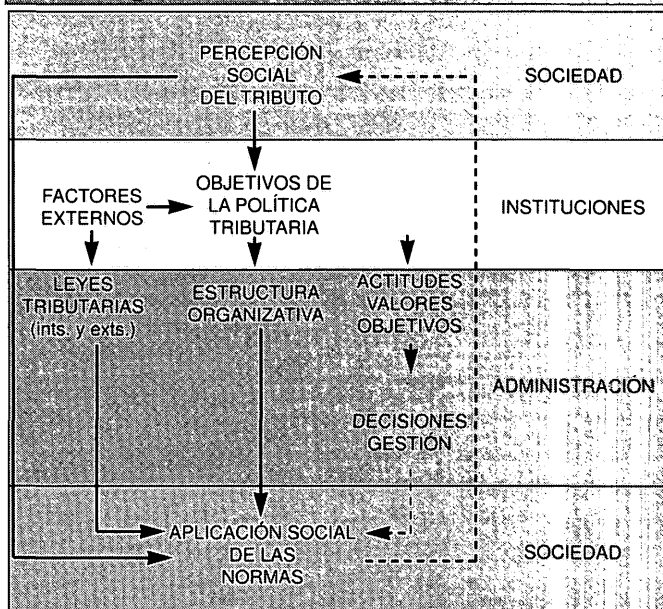 PERCEPCIÓN
SOCIAL
DEL TRIBUTO
SOCIEDAD
FACTORES
EXTERNOS
OBJETIVOS DE
LA POLÍTICA
TRIBUTARIA
INSTITUCIONES
LEYES
TRIBUTARIAS
(ints. y exts.)
ESTRUCTURA
ORGANIZATIVA
ACTITUDES
VALORES
OBJETIVOS
ADMINISTRACIÓN
DECISIONES
GESTIÓN
APLICACIÓN SOCIAL
DE LAS
NORMAS
SOCIEDAD